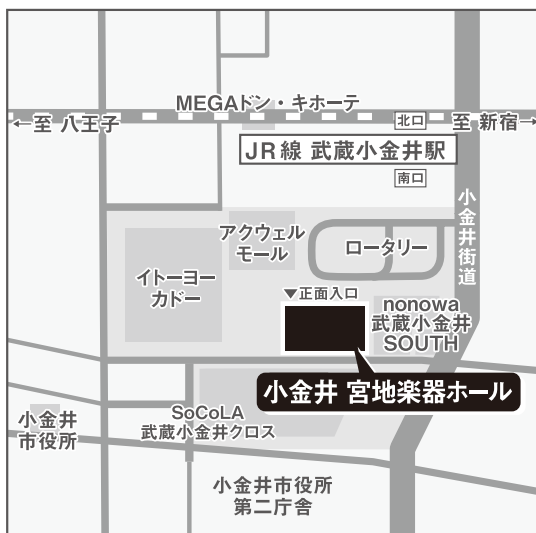 MEGAドン・キホーテ
←至 八王子
北口
至 新宿→
JR線 武蔵小金井駅
南口
小金井街道
アクウェル
モール
ロータリー
イトーヨー
カドー
▼正面入口
nonowa
武蔵小金井
SOUTH
小金井 宮地楽器ホール
SoCoLA
武蔵小金井クロス
小金井
市役所
小金井市役所
第二庁舎